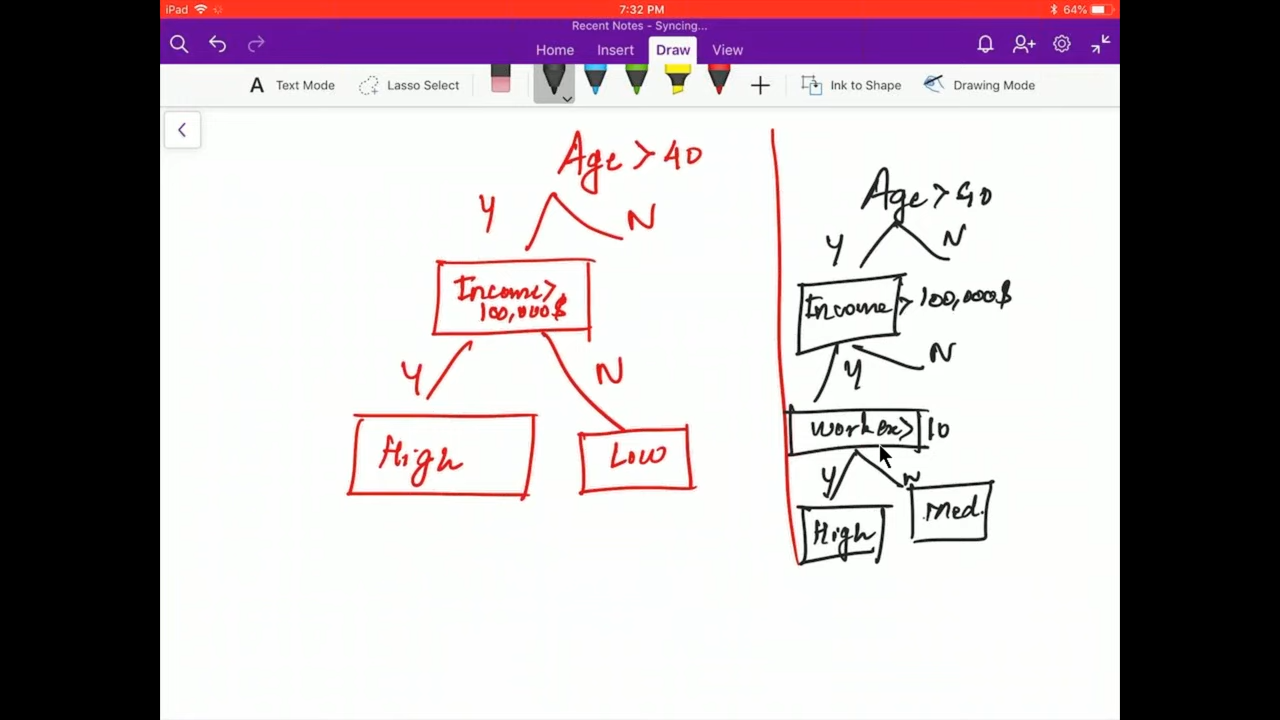 iPad 7:32 PM 64%
Recent Notes - Syncing...
Home Insert Draw View
A Text Mode Lasso Select Ink to Shape Drawing Mode
Age > 40
Y N
Income >
100,000$
Y N
High Low
Age > 40
Y N
Income > 100,000$
Y N
Workex > 10
Y N
High Med.